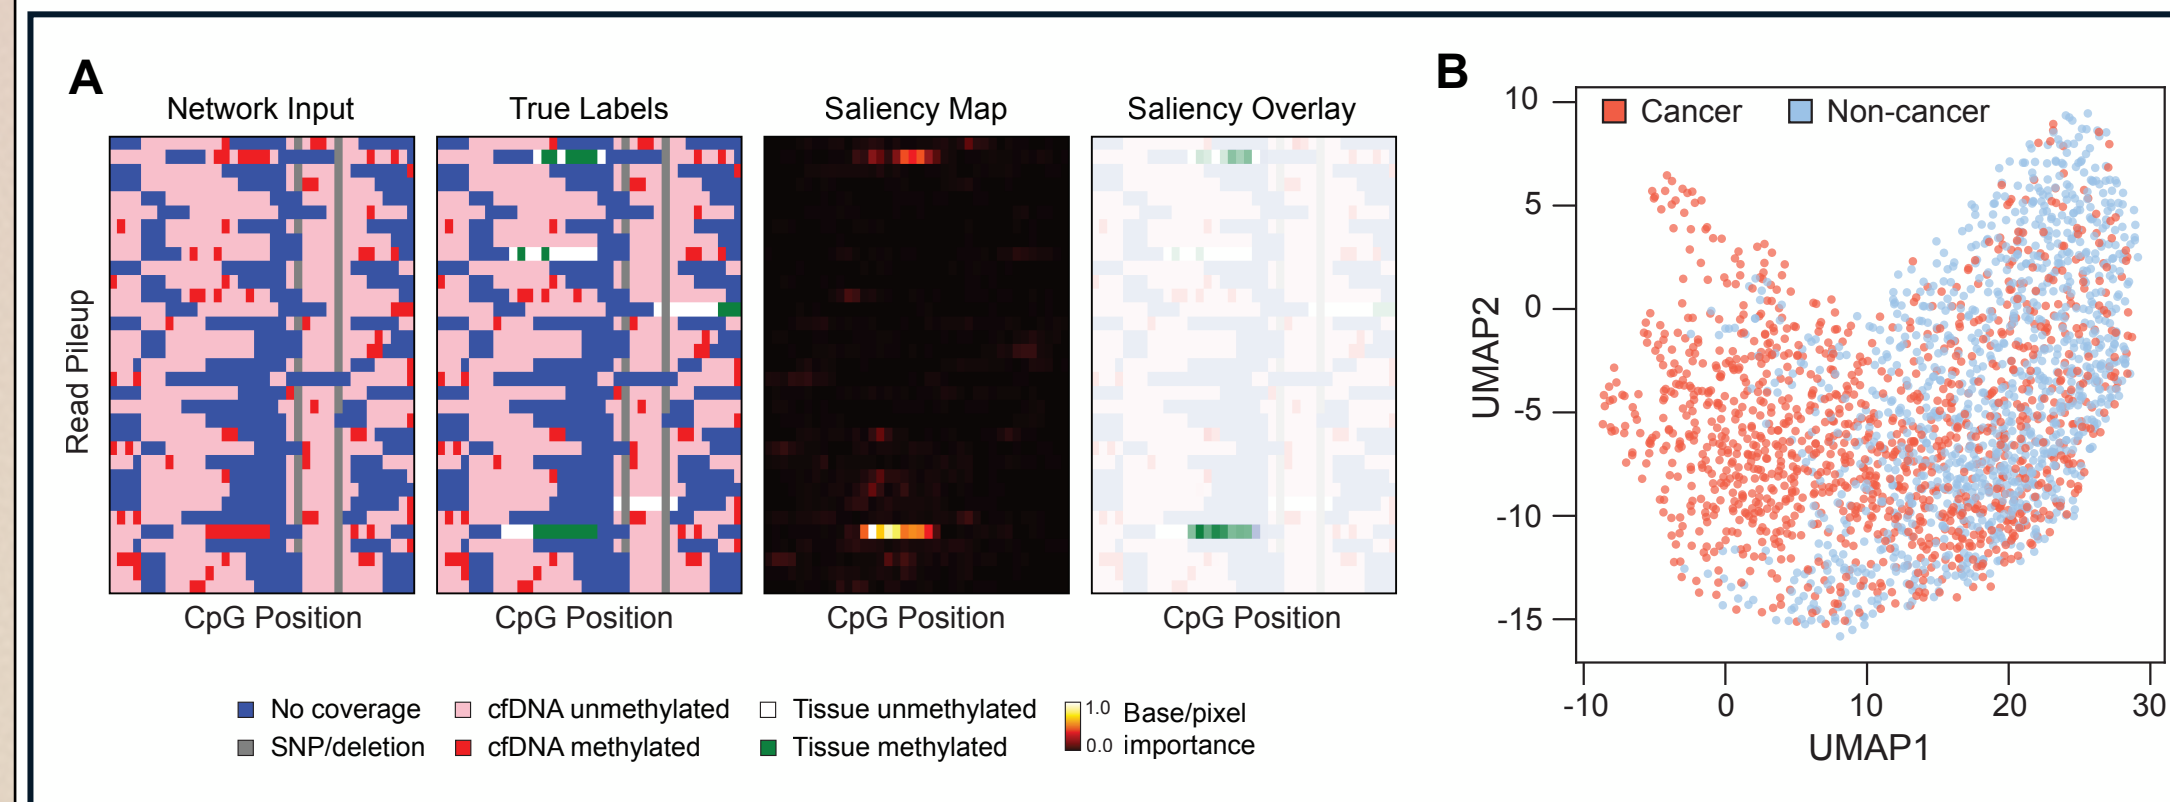 A
Network Input
True Labels
Saliency Map
Saliency Overlay
Read Pileup
CpG Position
CpG Position
CpG Position
CpG Position
No coverage
cfDNA unmethylated
Tissue unmethylated
SNP/deletion
cfDNA methylated
Tissue methylated
1.0
0.0
Base/pixel
importance
B
Cancer
Non-cancer
10
5
0
-5
-10
-15
UMAP2
-10
0
10
20
30
UMAP1